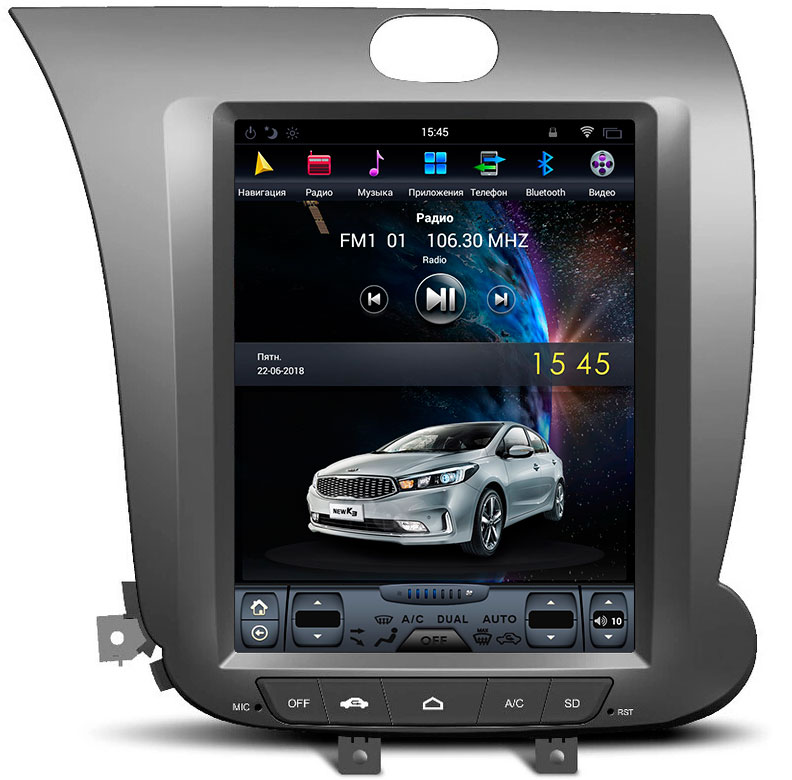 15:45
Навигация Радио Музыка Приложения Телефон Bluetooth Видео
Радио
FM1 01 106.30 MHZ
Radio
Пятн.
22-06-2018
15 45
NEW K3
A/C DUAL AUTO
10
MAX
OFF
MIC OFF A/C SD RST